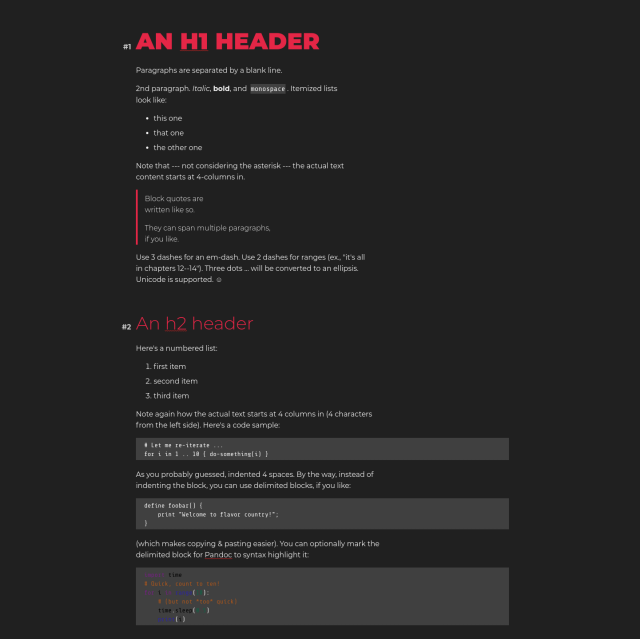 #1 AN H1 HEADER
Paragraphs are separated by a blank line.
2nd paragraph. Italic, bold, and monospace. Itemized lists
look like:
• this one
• that one
• the other one
Note that --- not considering the asterisk --- the actual text
content starts at 4-columns in.
Block quotes are
written like so.
They can span multiple paragraphs,
if you like.
Use 3 dashes for an em-dash. Use 2 dashes for ranges (ex., "it's all
in chapters 12--14"). Three dots ... will be converted to an ellipsis.
Unicode is supported. ☺
#2 An h2 header
Here's a numbered list:
1. first item
2. second item
3. third item
Note again how the actual text starts at 4 columns in (4 characters
from the left side). Here's a code sample:
# Let me re-iterate ...
for i in 1 .. 10 { do-something(i) }
As you probably guessed, indented 4 spaces. By the way, instead of
indenting the block, you can use delimited blocks, if you like:
define foobar() {
print "Welcome to flavor country!";
}
(which makes copying & pasting easier). You can optionally mark the
delimited block for Pandoc to syntax highlight it:
time
# Quick, count to ten!
# (but not *too* quick)
time.sleep(